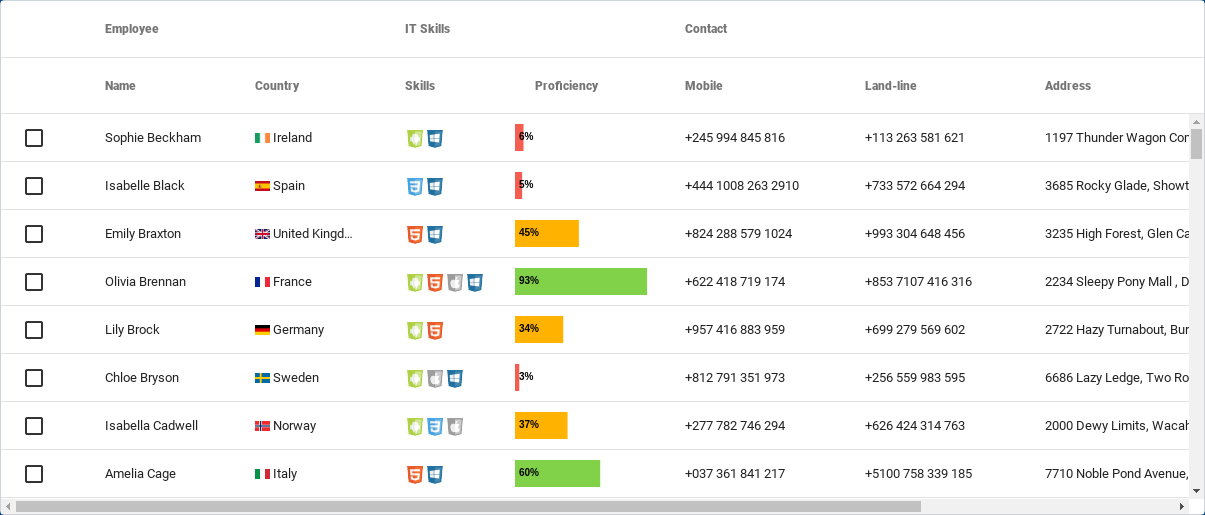 Employee IT Skills Contact
Name Country Skills Proficiency Mobile Land-line Address
Sophie Beckham Ireland 6% +245 994 845 816 +113 263 581 621 1197 Thunder Wagon
Isabelle Black Spain 5% +444 1008 263 2910 +733 572 664 294 3685 Rocky Glade,
Emily Braxton United Kingd... 45% +824 288 579 1024 +993 304 648 456 3235 High Forest, Glen
Olivia Brennan France 93% +622 418 719 174 +853 7107 416 316 2234 Sleepy Pony Mall ,
Lily Brock Germany 34% +957 416 883 959 +699 279 569 602 2722 Hazy Turnabout,
Chloe Bryson Sweden 3% +812 791 351 973 +256 559 983 595 6686 Lazy Ledge, Two
Isabella Cadwell Norway 37% +277 782 746 294 +626 424 314 763 2000 Dewy Limits,
Amelia Cage Italy 60% +037 361 841 217 +5100 758 339 185 7710 Noble Pond Avenue,